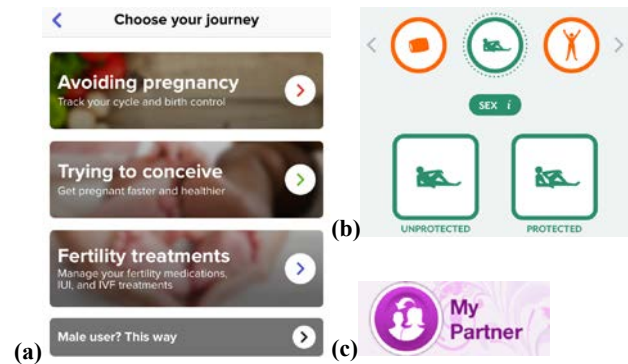 Choose your journey
Avoiding pregnancy
Track your cycle and birth control
Trying to conceive
Get pregnant faster and healthier
Fertility treatments
Manage your fertility medications,
IUI, and IVF treatments
Male user? This way
(a)
SEX i
UNPROTECTED PROTECTED
(b)
My
Partner
(c)